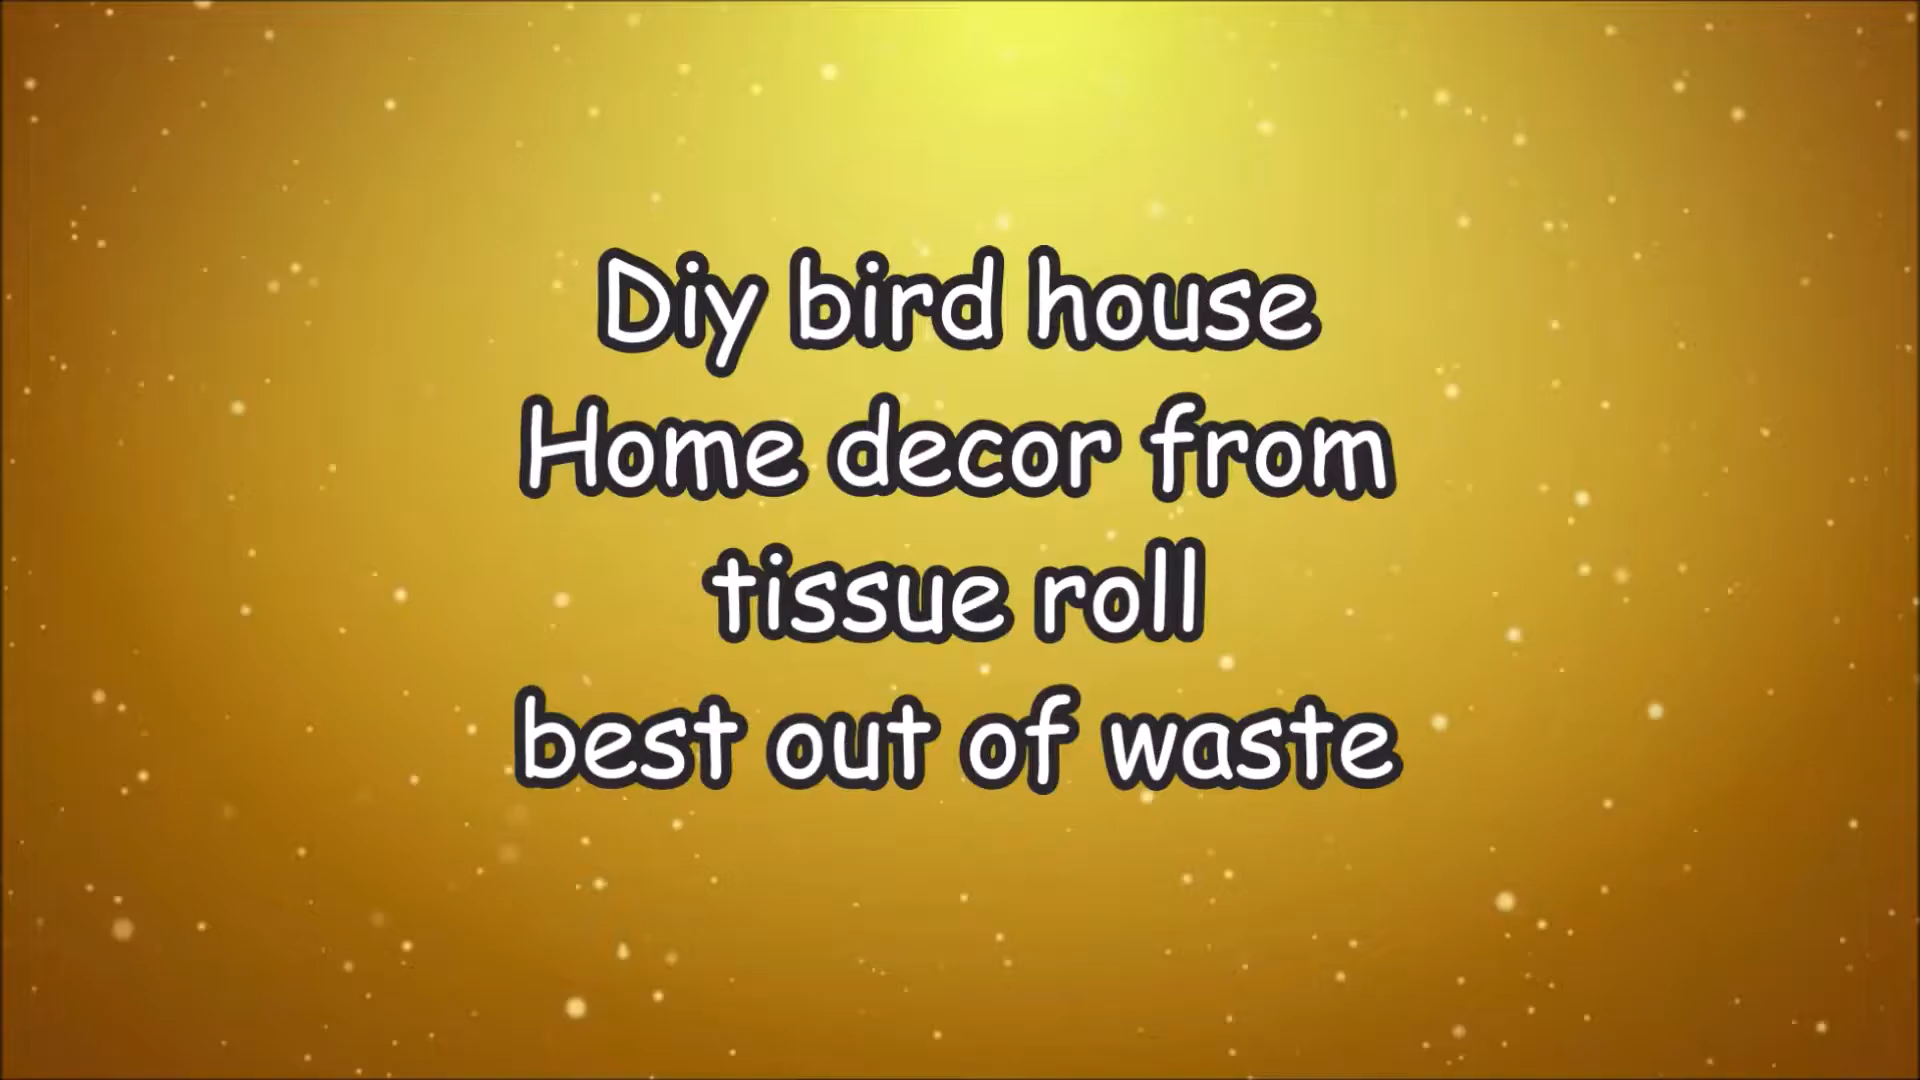 Diy bird house
Home decor from
tissue roll
best out of waste